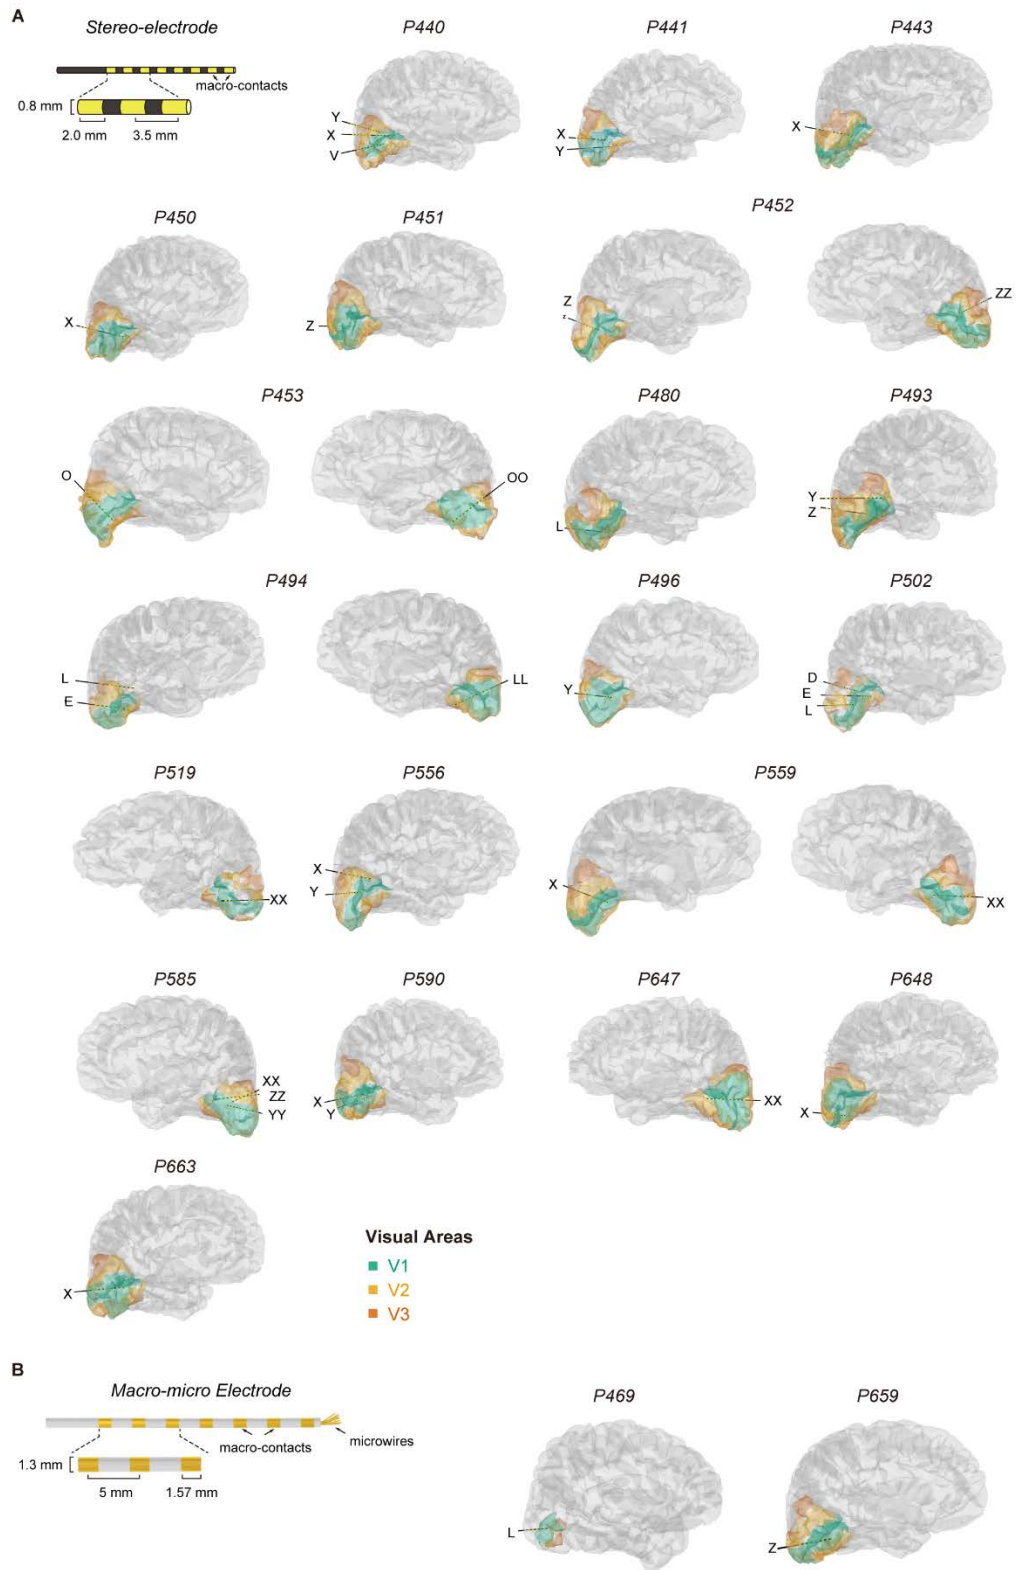 A
Stereo-electrode
macro-contacts
0.8 mm
2.0 mm 3.5 mm
P440
Y
X
V
P441
X
Y
P443
X
P450
X
P451
Z
P452
Z
z
ZZ
P453
O
OO
P480
L
P493
Y
Z
P494
L
E
LL
P496
Y
P502
D
E
L
P519
XX
P556
X
Y
P559
X
XX
P585
XX
ZZ
YY
P590
X
Y
P647
XX
P648
X
P663
X
Visual Areas
V1
V2
V3
B
Macro-micro Electrode
macro-contacts
microwires
1.3 mm
5 mm 1.57 mm
P469
L
P659
Z